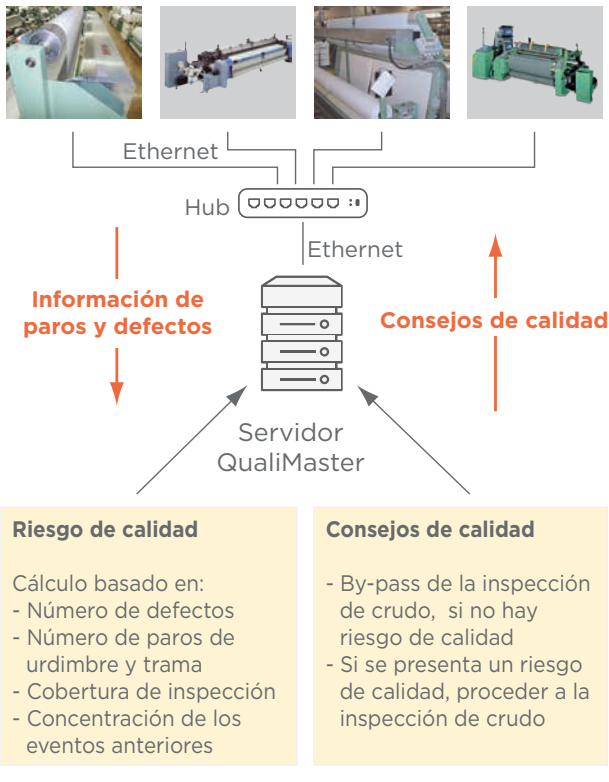 Ethernet
Hub
Ethernet
Información de
paros y defectos
Consejos de calidad
Servidor
QualiMaster
Riesgo de calidad
Cálculo basado en:
- Número de defectos
- Número de paros de
urdimbre y trama
- Cobertura de inspección
- Concentración de los
eventos anteriores
Consejos de calidad
- By-pass de la inspección
de crudo, si no hay
riesgo de calidad
- Si se presenta un riesgo
de calidad, proceder a la
inspección de crudo